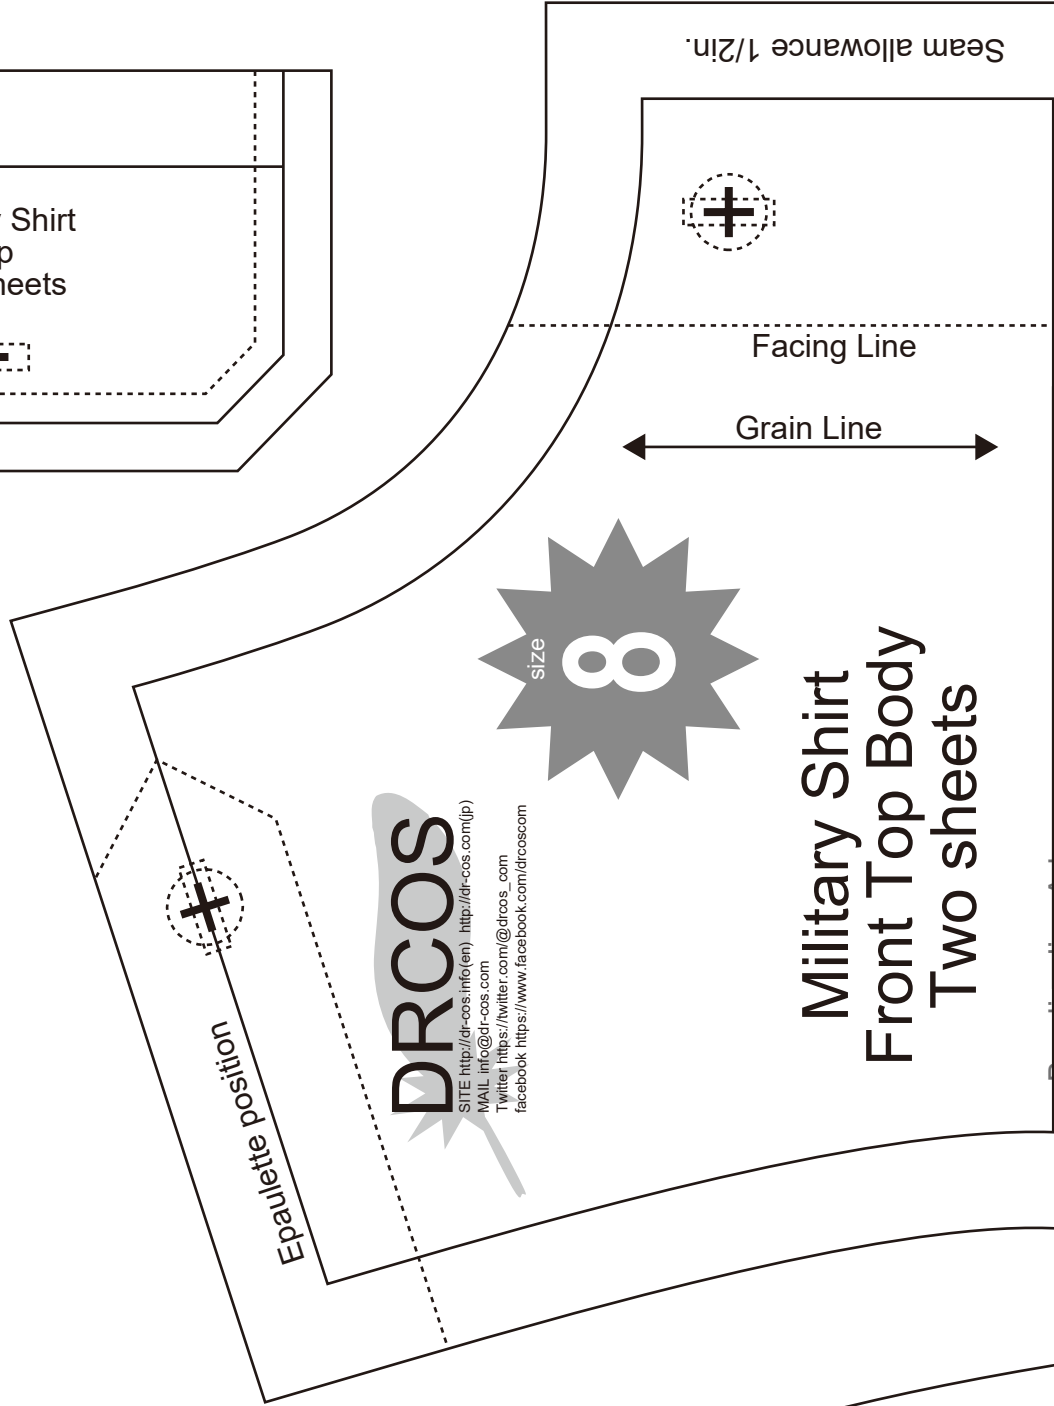 Seam allowance 1/2in.
Shirt
Facing Line
Grain Line
size
8
Military Shirt
Front Top Body
Two sheets
DRCOS
SITE http://dr-cos.info(en) http://dr-cos.com(jp)
MAIL info@dr-cos.com
Twitter https://twitter.com/@drcos_com
facebook https://www.facebook.com/drcoscom
Epaulette position